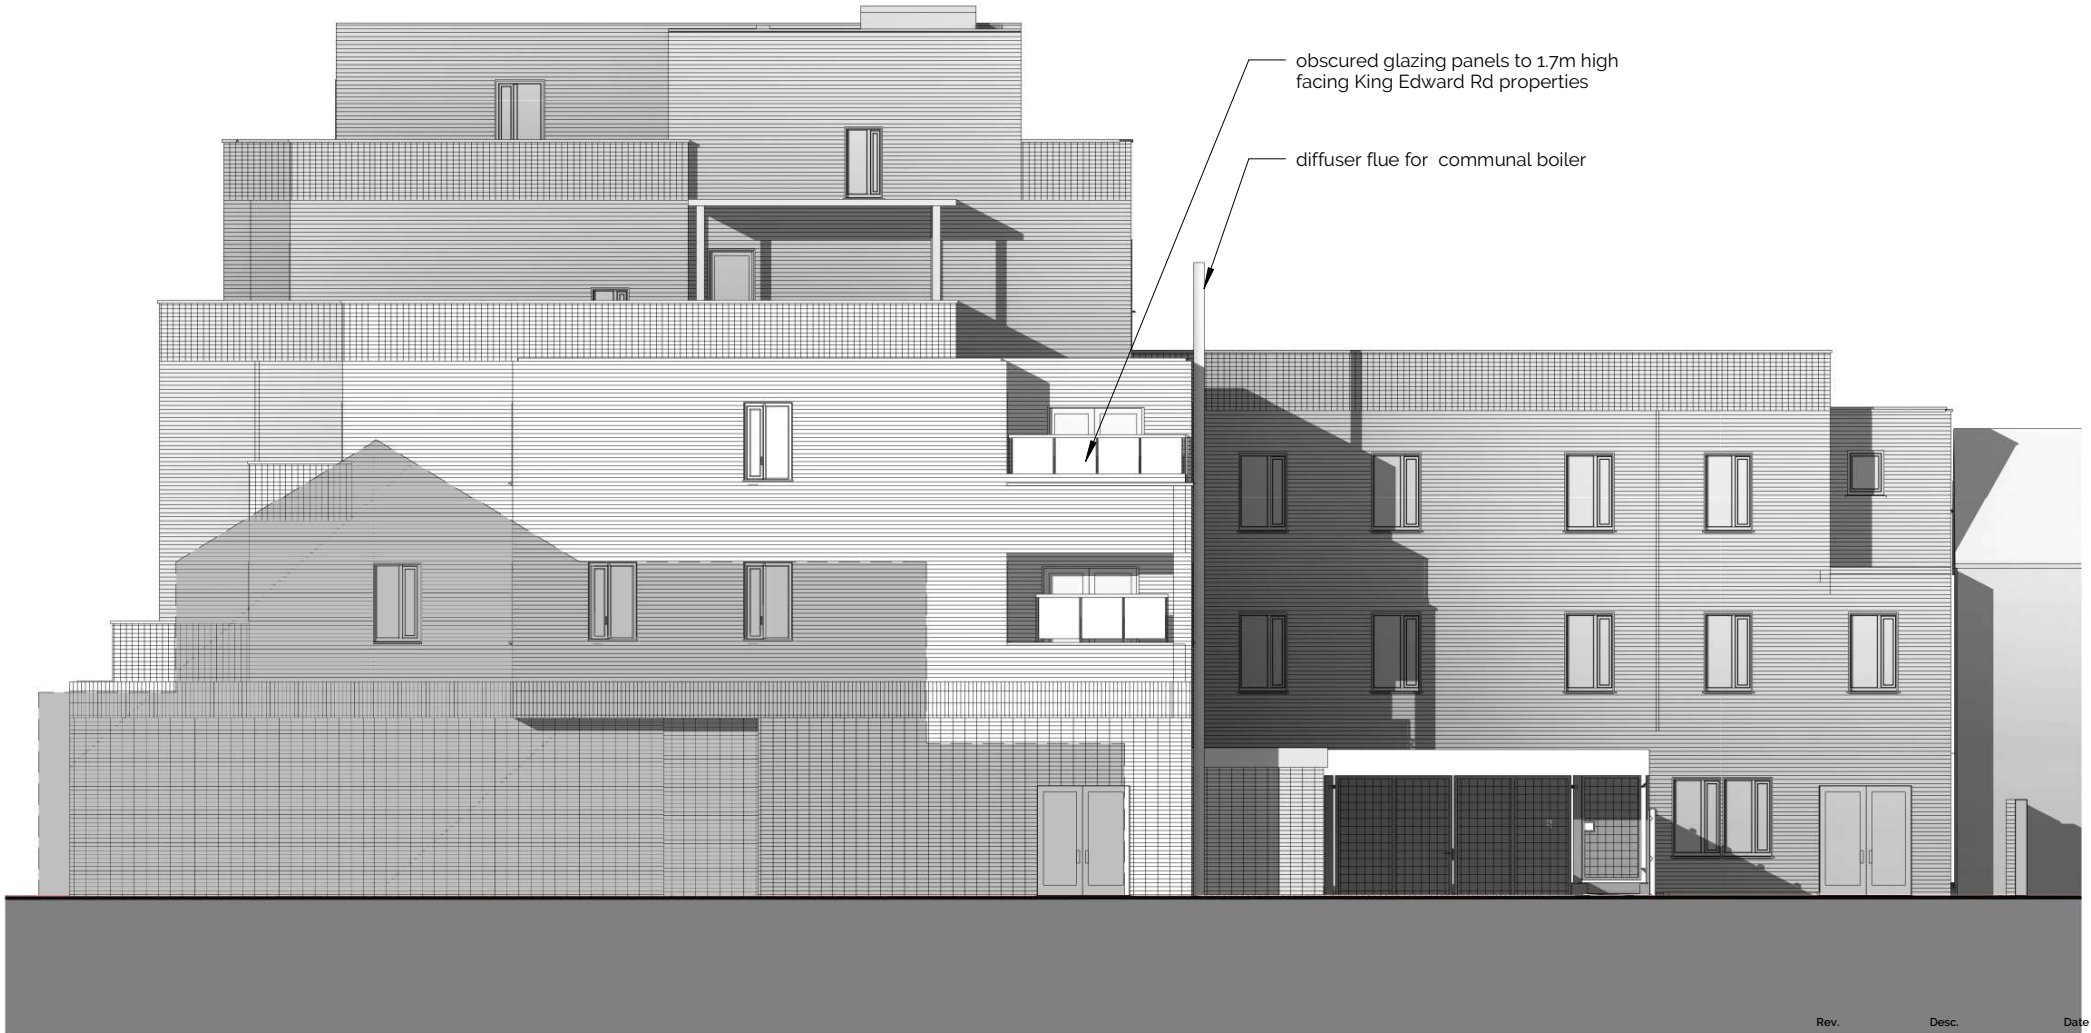 obscured glazing panels to 1.7m high
facing King Edward Rd properties
diffuser flue for communal boiler
Rev. Desc. Date